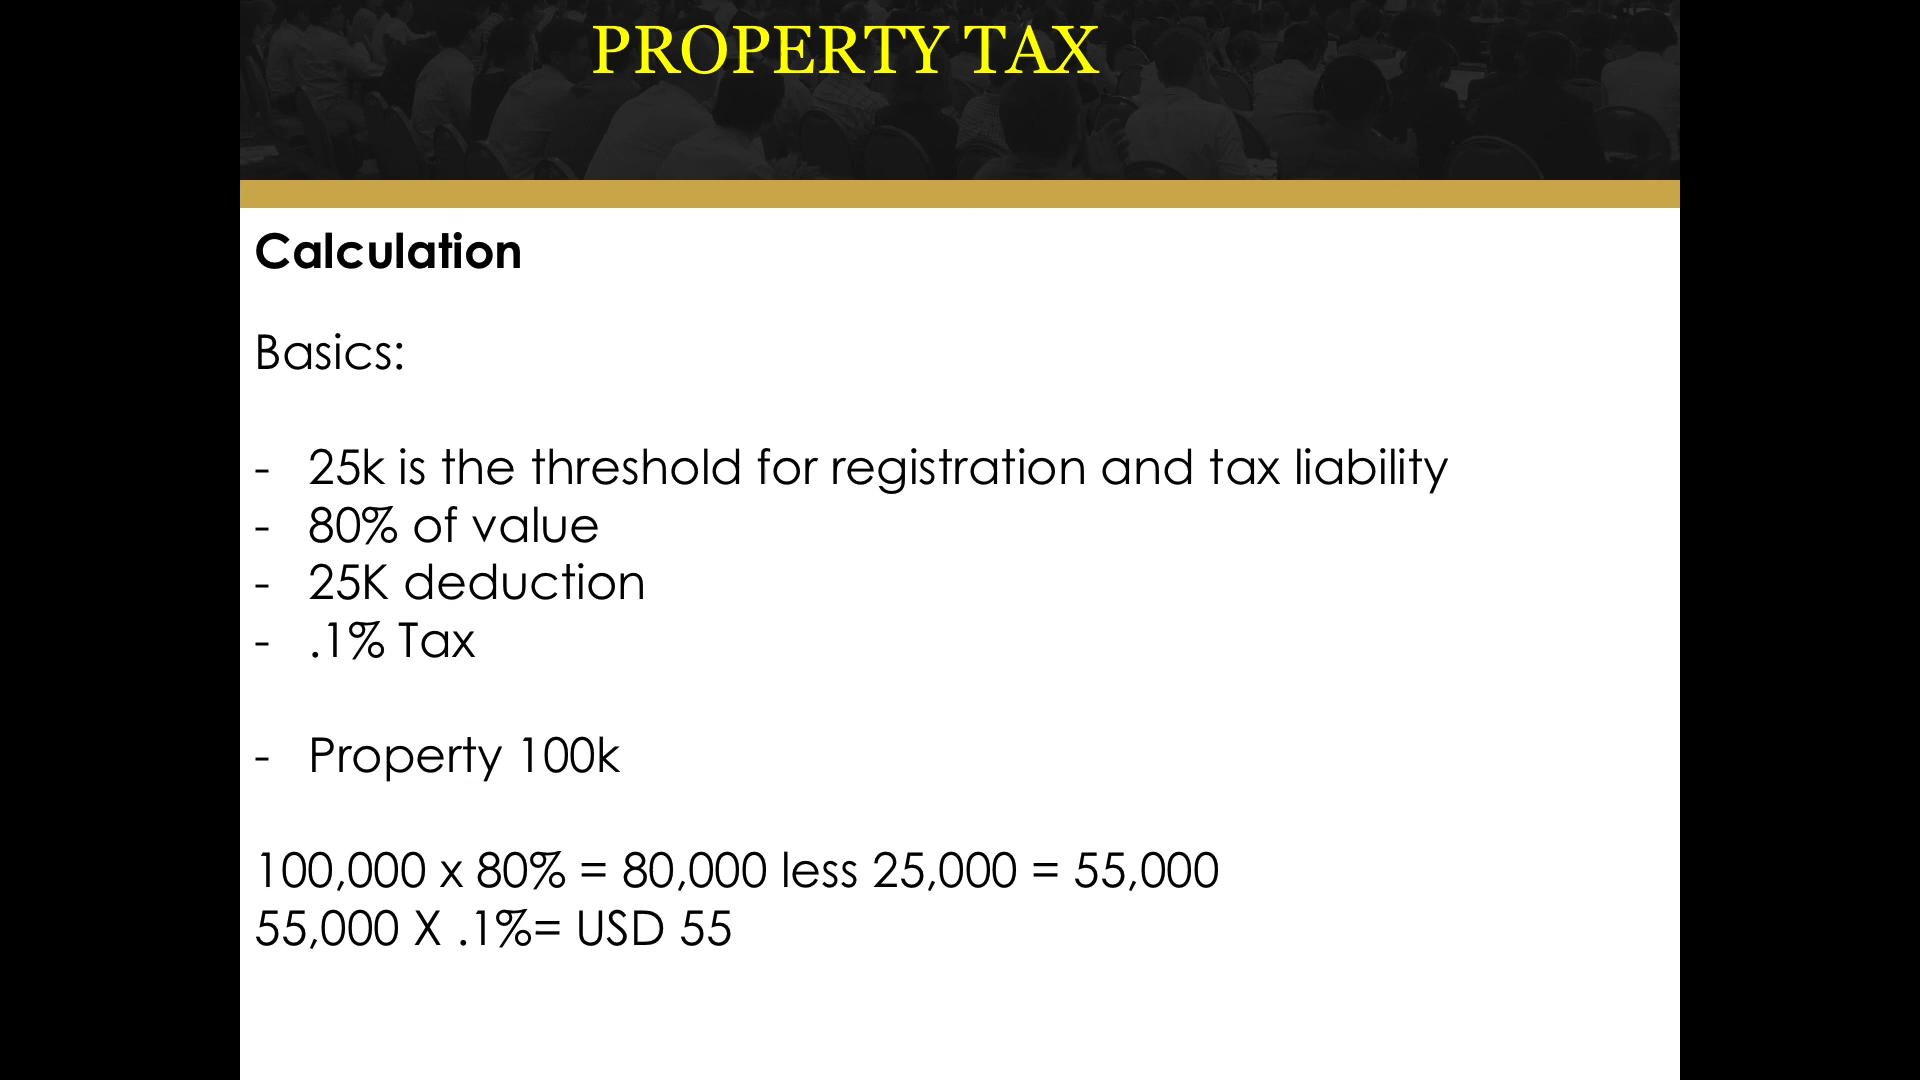 PROPERTY TAX
Calculation
Basics:
- 25k is the threshold for registration and tax liability
- 80% of value
- 25K deduction
- .1% Tax
- Property 100k
100,000 x 80% = 80,000 less 25,000 = 55,000
55,000 X .1%= USD 55